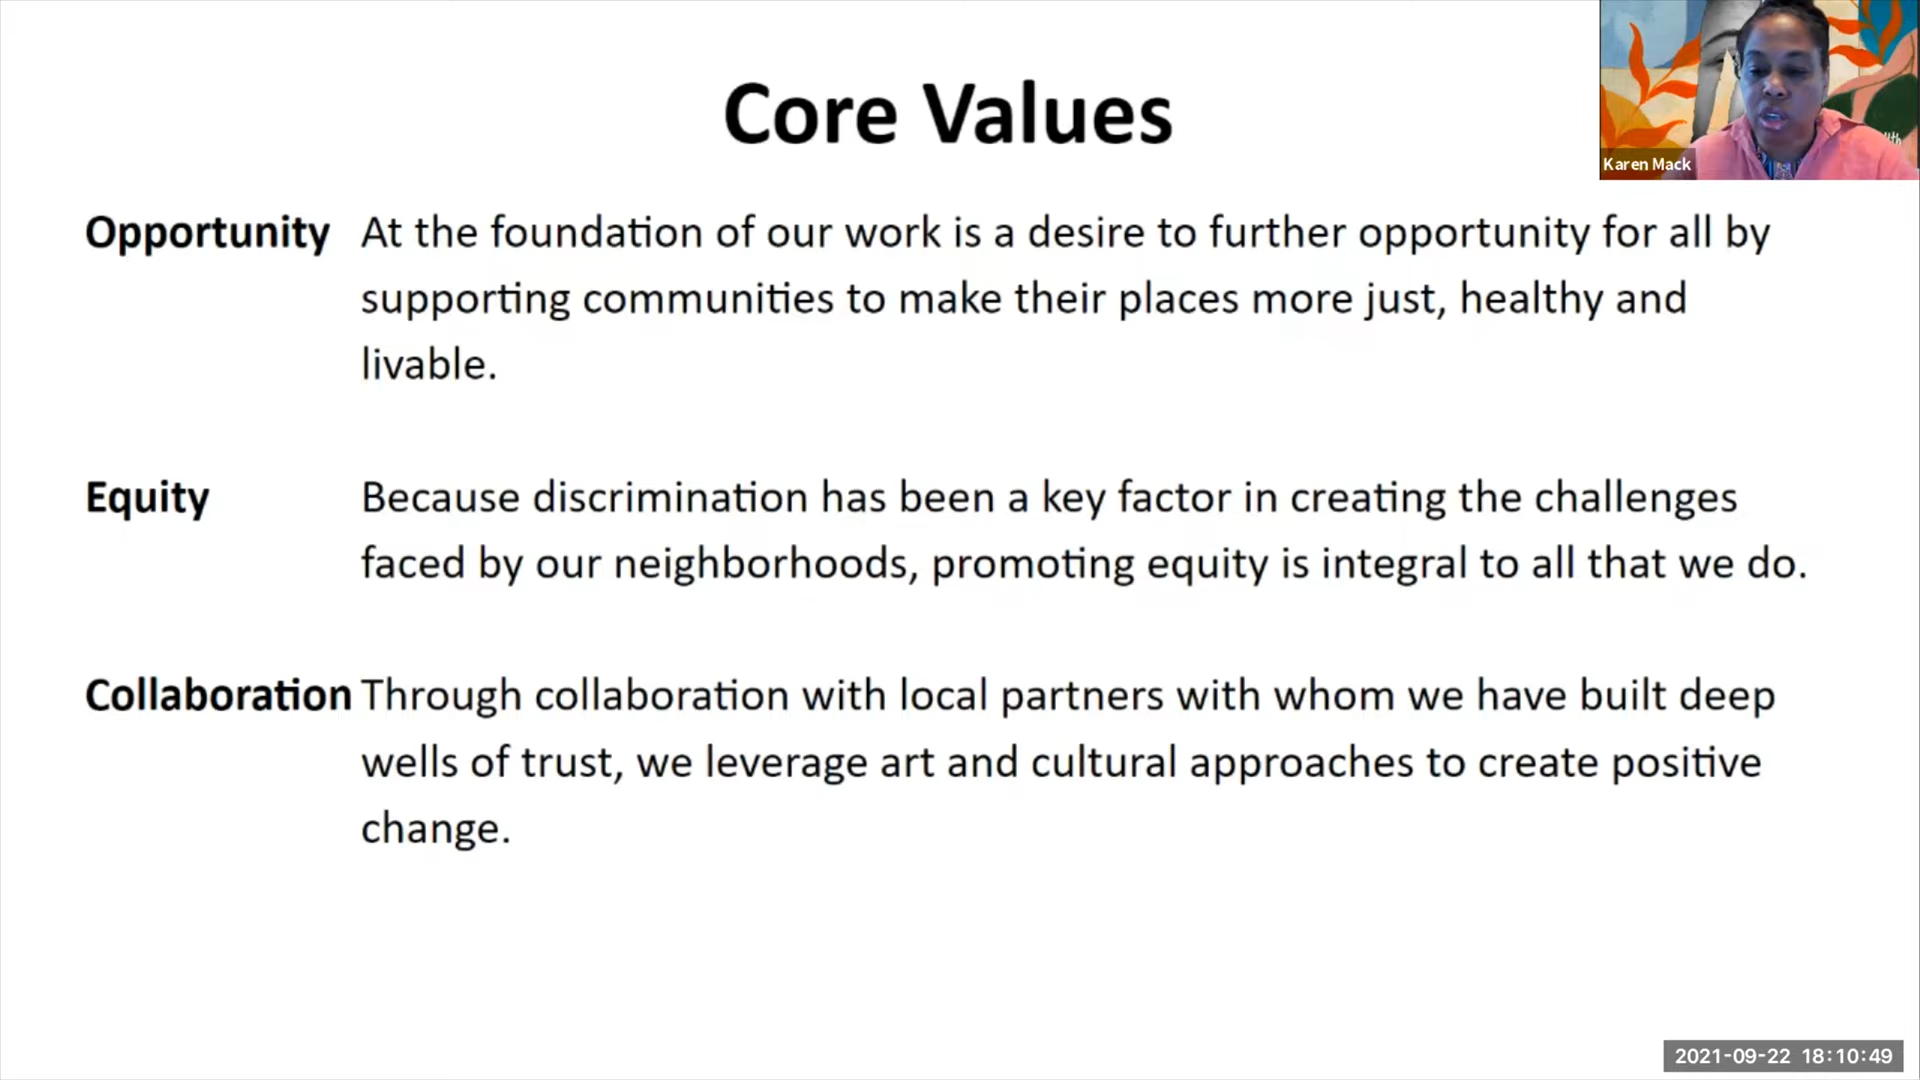 Core Values
Karen Mack
Opportunity At the foundation of our work is a desire to further opportunity for all by
supporting communities to make their places more just, healthy and
livable.
Equity Because discrimination has been a key factor in creating the challenges
faced by our neighborhoods, promoting equity is integral to all that we do.
Collaboration Through collaboration with local partners with whom we have built deep
wells of trust, we leverage art and cultural approaches to create positive
change.
2021-09-22 18:10:49